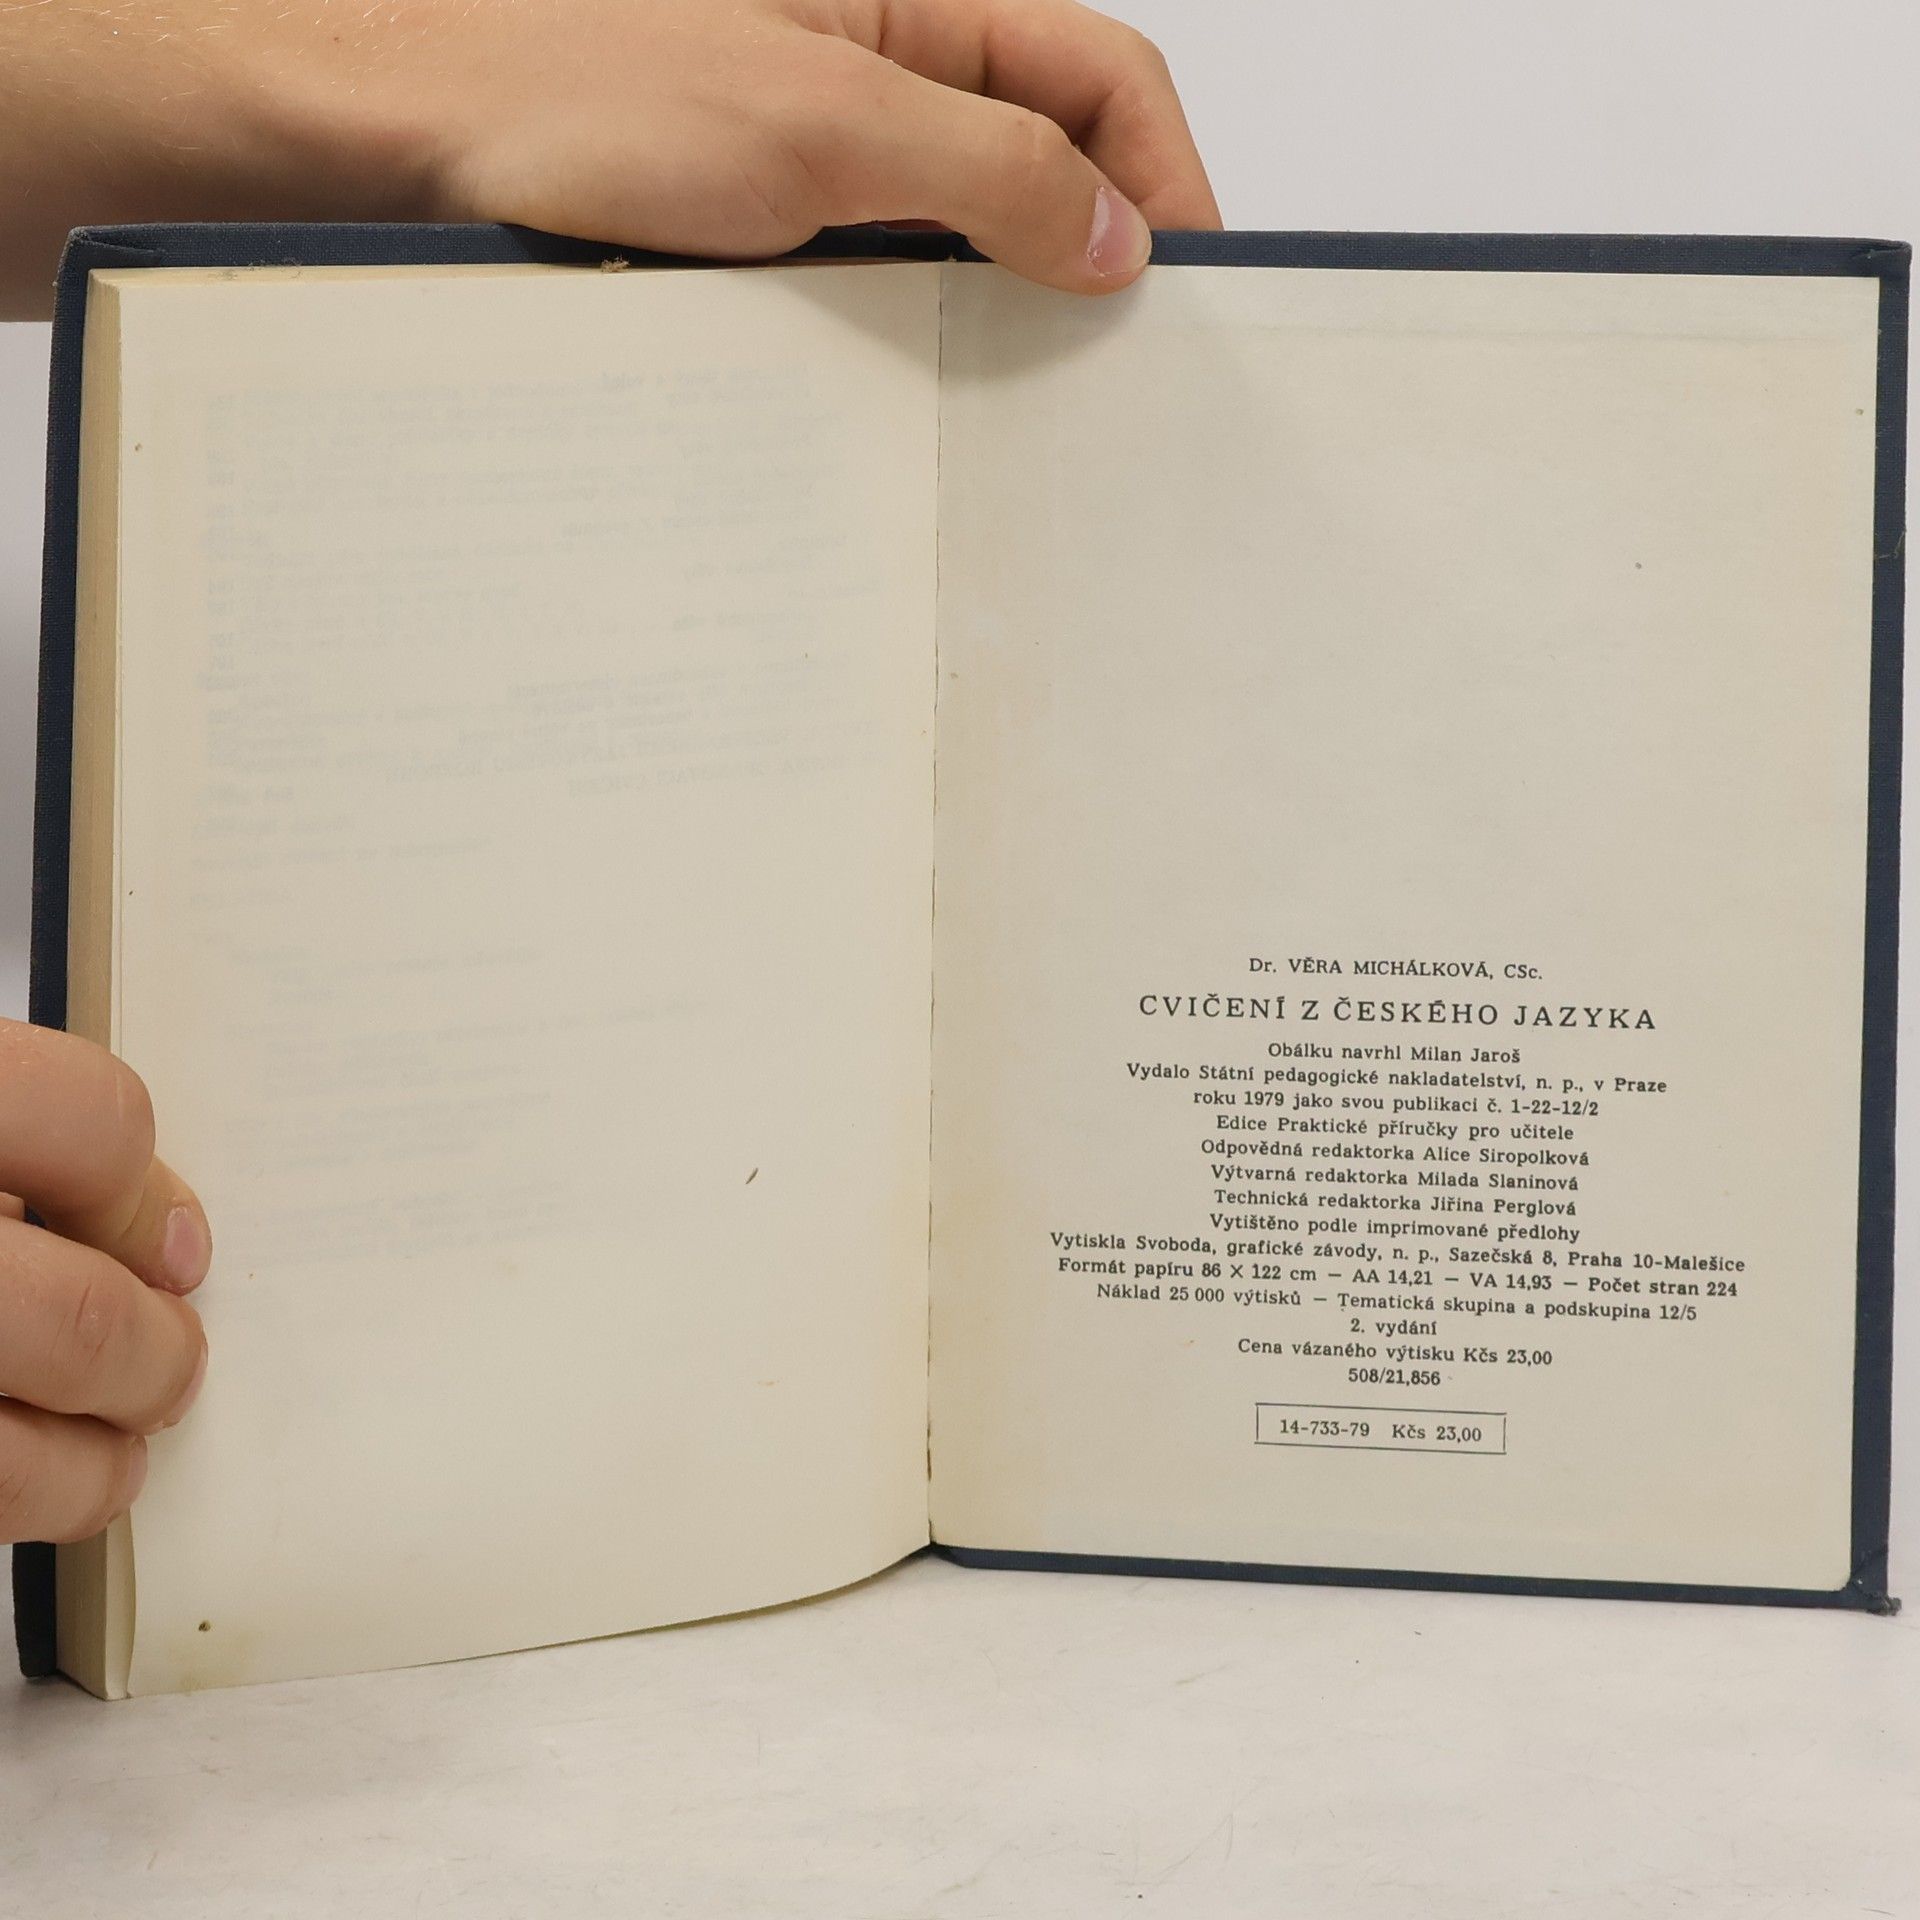 Dr. VĚRA MICHÁLKOVÁ, CSc.
CVIČENÍ Z ČESKÉHO JAZYKA
Obálku navrhl Milan Jaroš
Vydalo Státní pedagogické nakladatelství, n. p., v Praze
roku 1979 jako svou publikaci č. 1-22-12/2
Edice Praktické příručky pro učitele
Odpovědná redaktorka Alice Siropolková
Výtvarná redaktorka Milada Slaninová
Technická redaktorka Jiřina Perglová
Vytištěno podle imprimované předlohy
Vytiskla Svoboda, grafické závody, n. p., Sazečská 8, Praha 10-Malešice
Formát papíru 86 × 122 cm — AA 14,21 — VA 14,93 — Počet stran 224
Náklad 25 000 výtisků — Tematická skupina a podskupina 12/5
2. vydání
Cena vázaného výtisku Kčs 23,00
508/21,856
14-733-79 Kčs 23,00